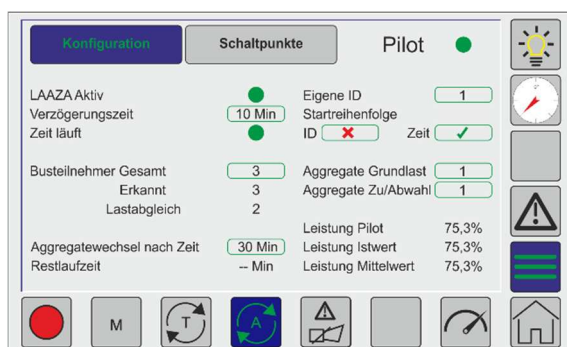 Konfiguration Schaltpunkte Pilot
LAAZA Aktiv Eigene ID 1
Verzögerungszeit 10 Min Startreihenfolge
Zeit läuft ID Zeit
Busteilnehmer Gesamt 3 Aggregate Grundlast 1
Erkannt 3 Aggregate Zu/Abwahl 1
Lastabgleich 2
Leistung Pilot 75,3%
Aggregatewechsel nach Zeit 30 Min Leistung Istwert 75,3%
Restlaufzeit -- Min Leistung Mittelwert 75,3%
M T A